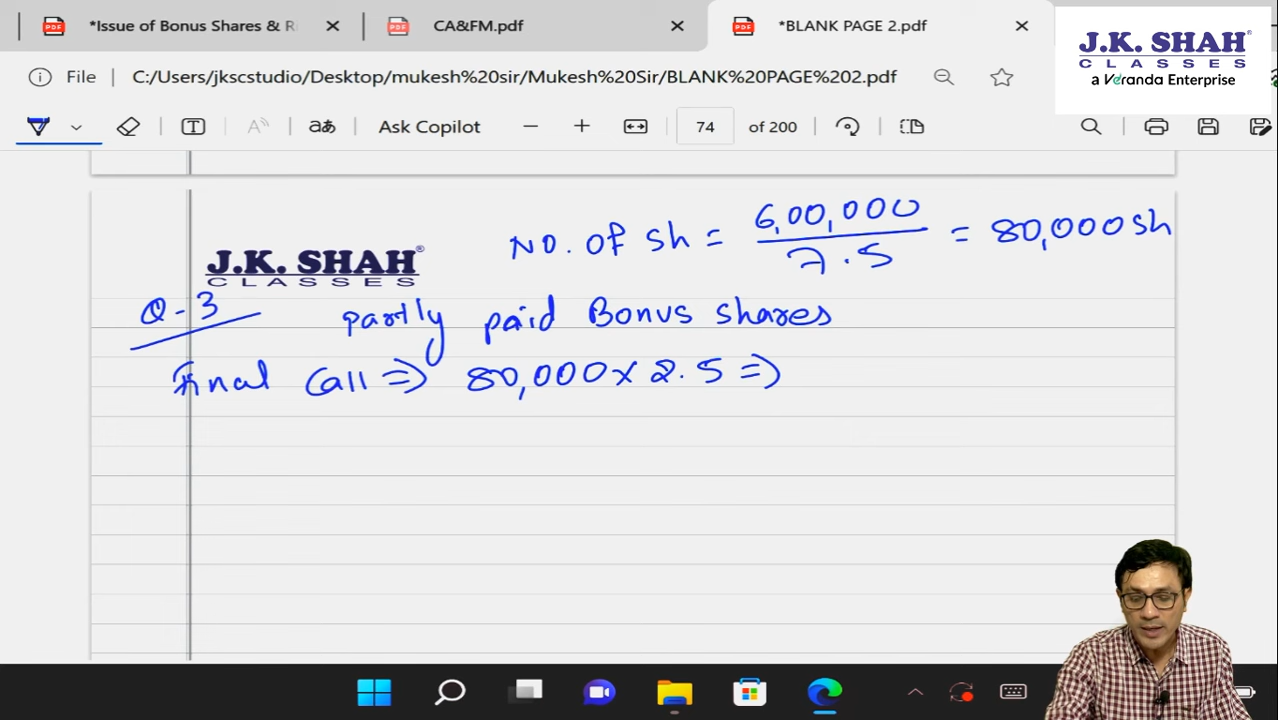 *Issue of Bonus Shares & Ri
CA&FM.pdf
*BLANK PAGE 2.pdf
J.K. SHAH®
CLASSES
a Veranda Enterprise
File C:/Users/jkscstudio/Desktop/mukesh%20sir/Mukesh%20Sir/BLANK%20PAGE%202.pdf
Ask Copilot
74 of 200
NO. Of sh = 6,00,000 / 7.5 = 80,000 sh
J.K. SHAH®
CLASSES
Q-3 partly paid Bonus shares
Final Call => 80,000 x 2.5 =>